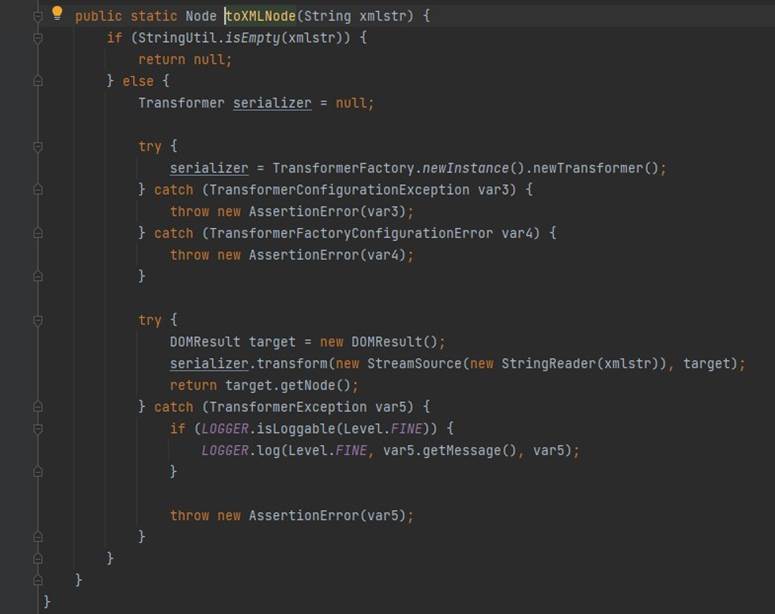 public static Node toXMLNode(String xmlstr) {
if (StringUtil.isEmpty(xmlstr)) {
return null;
} else {
Transformer serializer = null;
try {
serializer = TransformerFactory.newInstance().newTransformer();
} catch (TransformerConfigurationException var3) {
throw new AssertionError(var3);
} catch (TransformerFactoryConfigurationError var4) {
throw new AssertionError(var4);
}
try {
DOMResult target = new DOMResult();
serializer.transform(new StreamSource(new StringReader(xmlstr)), target);
return target.getNode();
} catch (TransformerException var5) {
if (LOGGER.isLoggable(Level.FINE)) {
LOGGER.log(Level.FINE, var5.getMessage(), var5);
}
throw new AssertionError(var5);
}
}
}
}